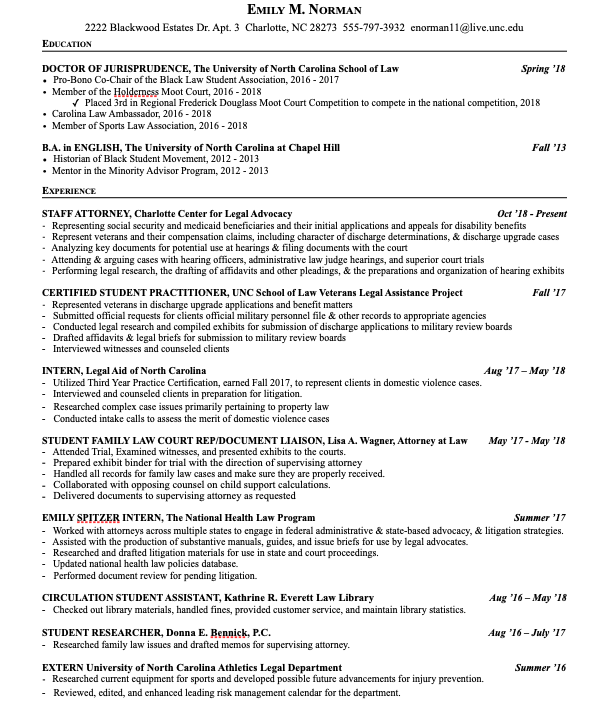 EMILY M. NORMAN
2222 Blackwood Estates Dr. Apt. 3 Charlotte, NC 28273 555-797-3932 enorman11@live.unc.edu
EDUCATION
DOCTOR OF JURISPRUDENCE, The University of North Carolina School of Law Spring '18
• Pro-Bono Co-Chair of the Black Law Student Association, 2016 - 2017
• Member of the Holderness Moot Court, 2016 - 2018
✓ Placed 3rd in Regional Frederick Douglass Moot Court Competition to compete in the national competition, 2018
• Carolina Law Ambassador, 2016 - 2018
• Member of Sports Law Association, 2016 - 2018
B.A. in ENGLISH, The University of North Carolina at Chapel Hill Fall '13
• Historian of Black Student Movement, 2012 - 2013
• Mentor in the Minority Advisor Program, 2012 - 2013
EXPERIENCE
STAFF ATTORNEY, Charlotte Center for Legal Advocacy Oct '18 - Present
- Representing social security and medicaid beneficiaries and their initial applications and appeals for disability benefits
- Represent veterans and their compensation claims, including character of discharge determinations, & discharge upgrade cases
- Analyzing key documents for potential use at hearings & filing documents with the court
- Attending & arguing cases with hearing officers, administrative law judge hearings, and superior court trials
- Performing legal research, the drafting of affidavits and other pleadings, & the preparations and organization of hearing exhibits
CERTIFIED STUDENT PRACTITIONER, UNC School of Law Veterans Legal Assistance Project Fall '17
- Represented veterans in discharge upgrade applications and benefit matters
- Submitted official requests for clients official military personnel file & other records to appropriate agencies
- Conducted legal research and compiled exhibits for submission of discharge applications to military review boards
- Drafted affidavits & legal briefs for submission to military review boards
- Interviewed witnesses and counseled clients
INTERN, Legal Aid of North Carolina Aug '17 – May '18
- Utilized Third Year Practice Certification, earned Fall 2017, to represent clients in domestic violence cases.
- Interviewed and counseled clients in preparation for litigation.
- Researched complex case issues primarily pertaining to property law
- Conducted intake calls to assess the merit of domestic violence cases
STUDENT FAMILY LAW COURT REP/DOCUMENT LIAISON, Lisa A. Wagner, Attorney at Law May '17 - May '18
- Attended Trial, Examined witnesses, and presented exhibits to the courts.
- Prepared exhibit binder for trial with the direction of supervising attorney
- Handled all records for family law cases and make sure they are properly received.
- Collaborated with opposing counsel on child support calculations.
- Delivered documents to supervising attorney as requested
EMILY SPITZER INTERN, The National Health Law Program Summer '17
- Worked with attorneys across multiple states to engage in federal administrative & state-based advocacy, & litigation strategies.
- Assisted with the production of substantive manuals, guides, and issue briefs for use by legal advocates.
- Researched and drafted litigation materials for use in state and court proceedings.
- Updated national health law policies database.
- Performed document review for pending litigation.
CIRCULATION STUDENT ASSISTANT, Kathrine R. Everett Law Library Aug '16 – May '18
- Checked out library materials, handled fines, provided customer service, and maintain library statistics.
STUDENT RESEARCHER, Donna E. Bennick, P.C. Aug '16 – July '17
- Researched family law issues and drafted memos for supervising attorney.
EXTERN University of North Carolina Athletics Legal Department Summer '16
- Researched current equipment for sports and developed possible future advancements for injury prevention.
- Reviewed, edited, and enhanced leading risk management calendar for the department.